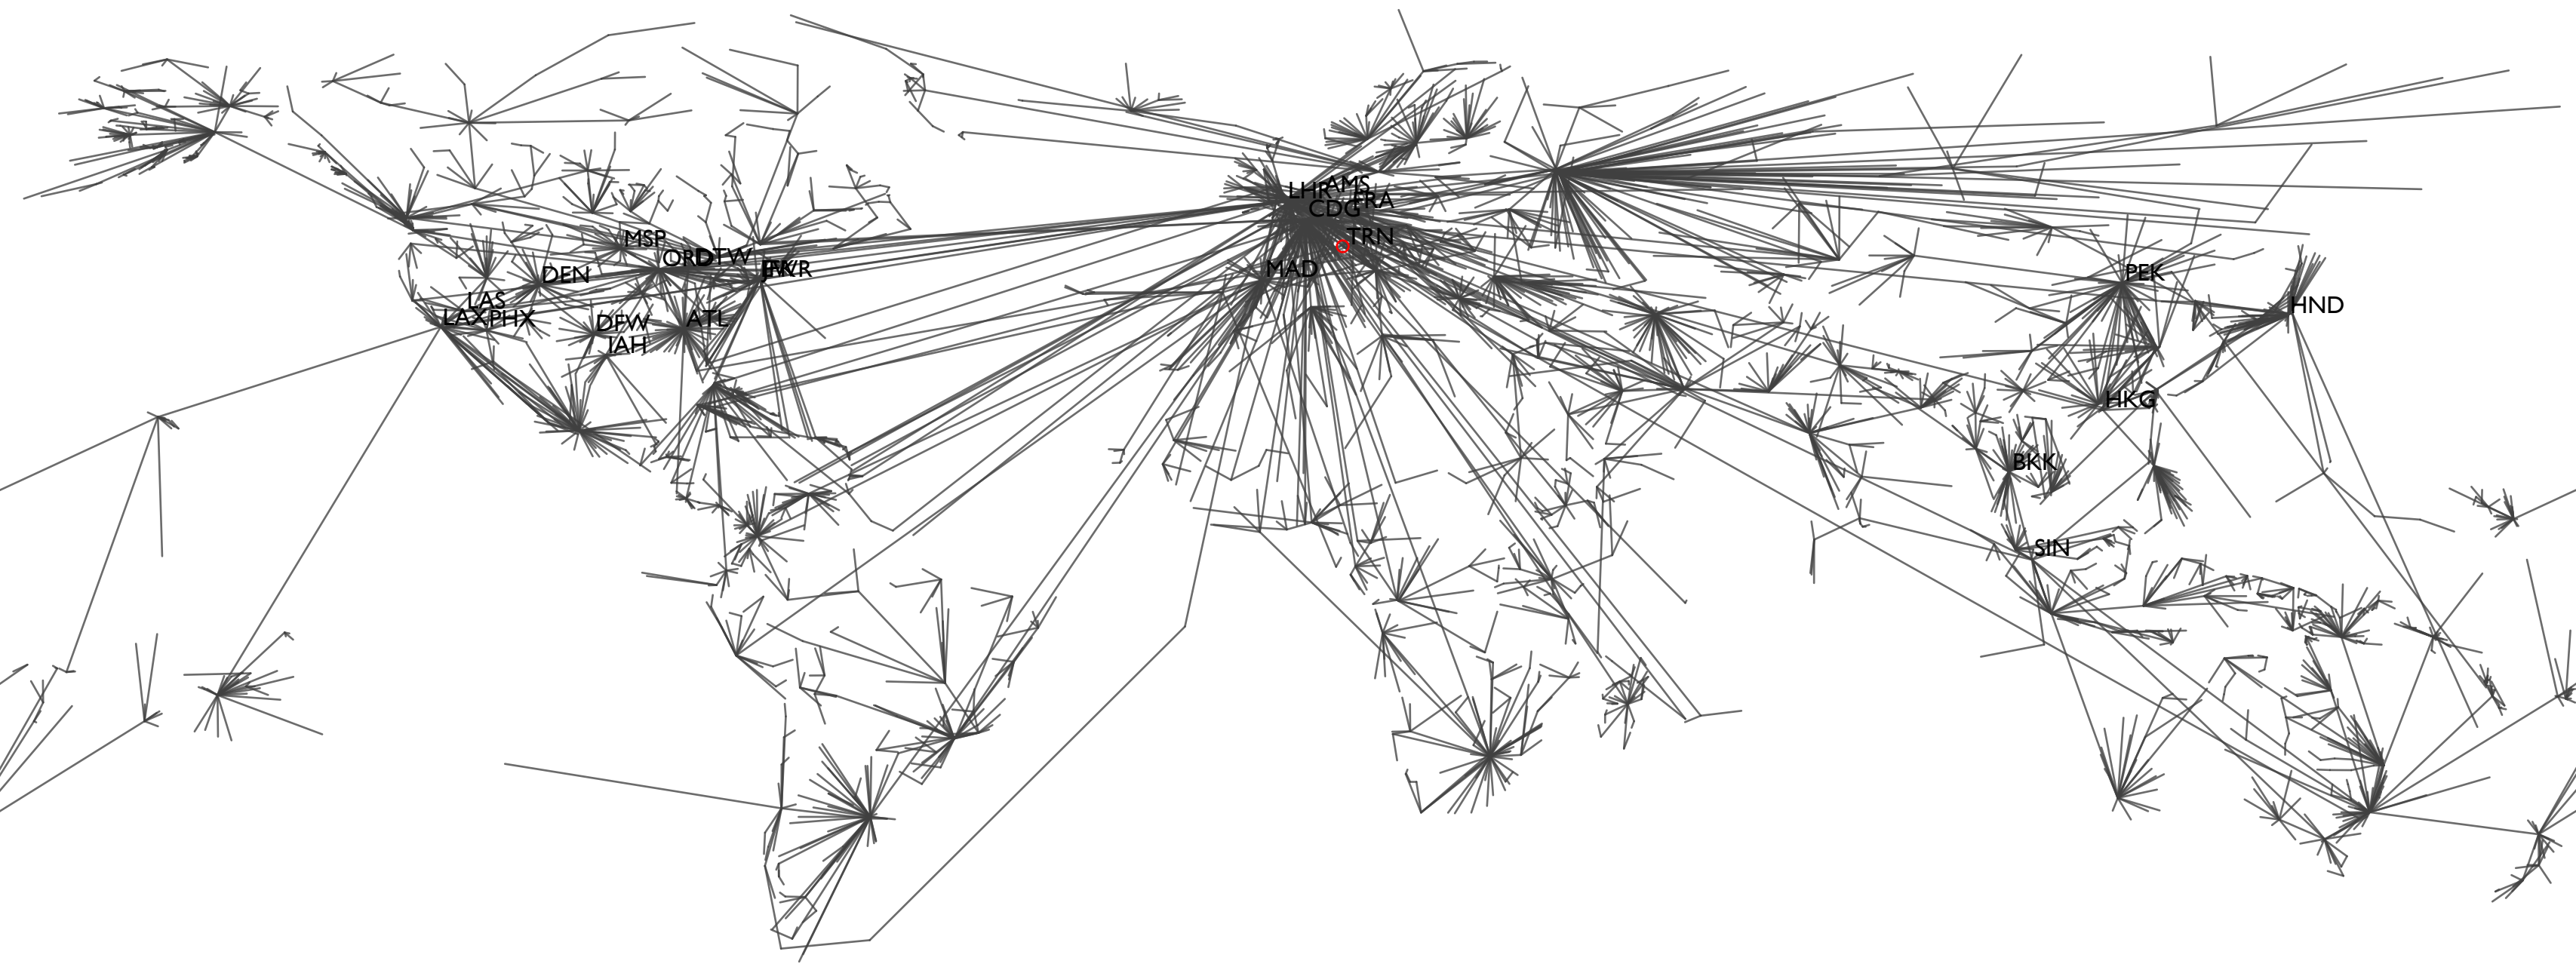 LHR
AMS
FRA
CDG
TRN
MSP
ORD
DTW
JFK
EWR
MAD
DEN
PEK
LAS
HND
LAX
PHX
DFW
ATL
IAH
HKG
BKK
SIN